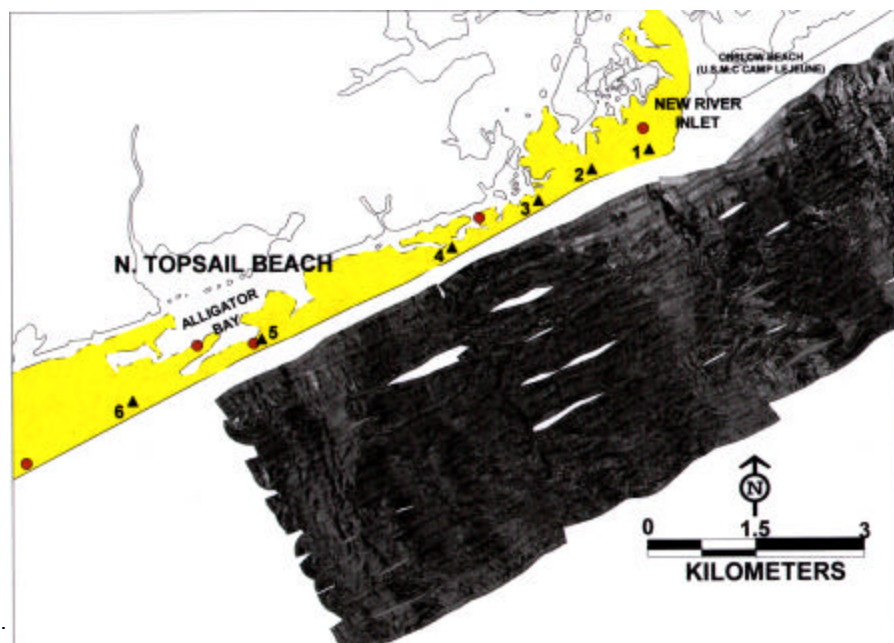 ONSLOW BEACH
(U.S.M.C CAMP LEJEUNE)
NEW RIVER
INLET
1
2
3
4
N. TOPSAIL BEACH
ALLIGATOR
BAY
5
6
N
0 1.5 3
KILOMETERS